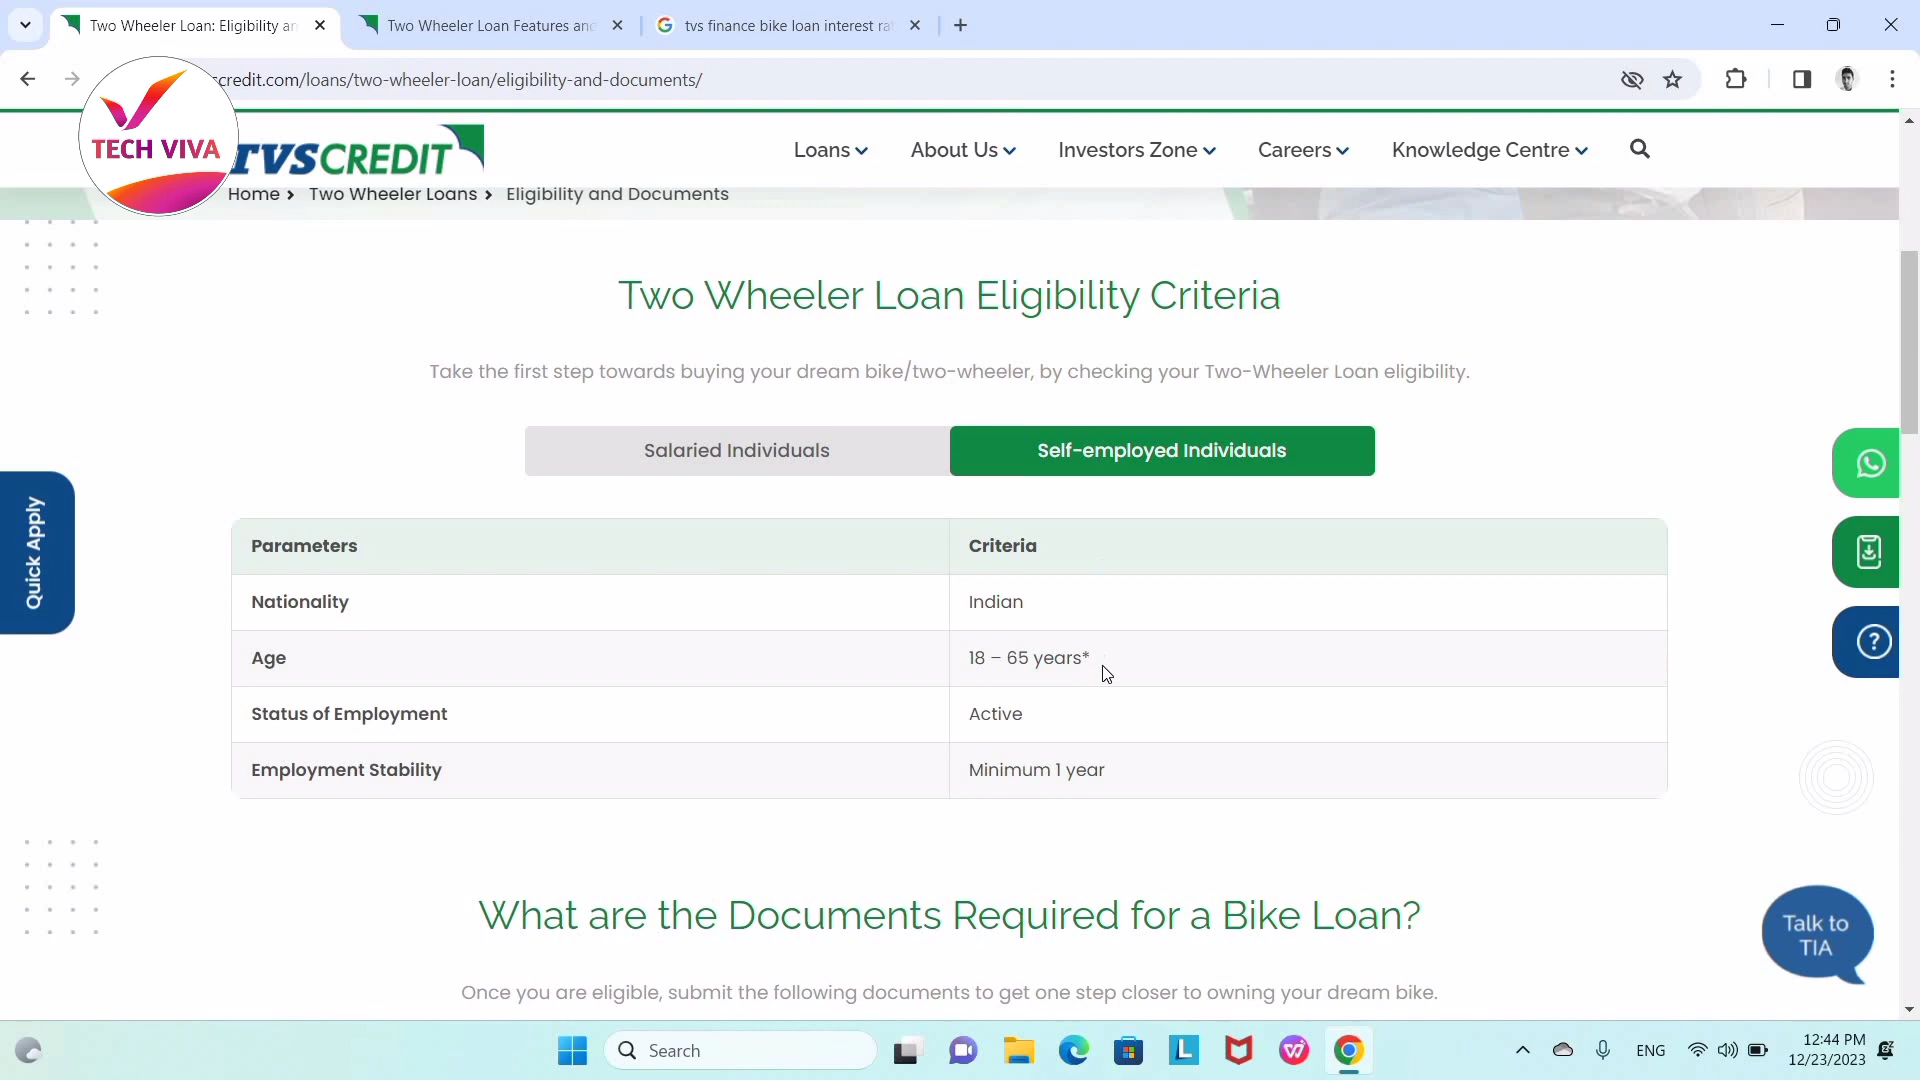 Two Wheeler Loan: Eligibility an
Two Wheeler Loan Features and
tvs finance bike loan interest ra
credit.com/loans/two-wheeler-loan/eligibility-and-documents/
TECH VIVA
TVSCREDIT
Loans
About Us
Investors Zone
Careers
Knowledge Centre
Home
Two Wheeler Loans
Eligibility and Documents
Two Wheeler Loan Eligibility Criteria
Take the first step towards buying your dream bike/two-wheeler, by checking your Two-Wheeler Loan eligibility.
Salaried Individuals
Self-employed Individuals
Quick Apply
Parameters
Criteria
Nationality
Indian
Age
18 – 65 years*
Status of Employment
Active
Employment Stability
Minimum 1 year
What are the Documents Required for a Bike Loan?
Once you are eligible, submit the following documents to get one step closer to owning your dream bike.
Talk to
TIA
Search
ENG
12:44 PM
12/23/2023